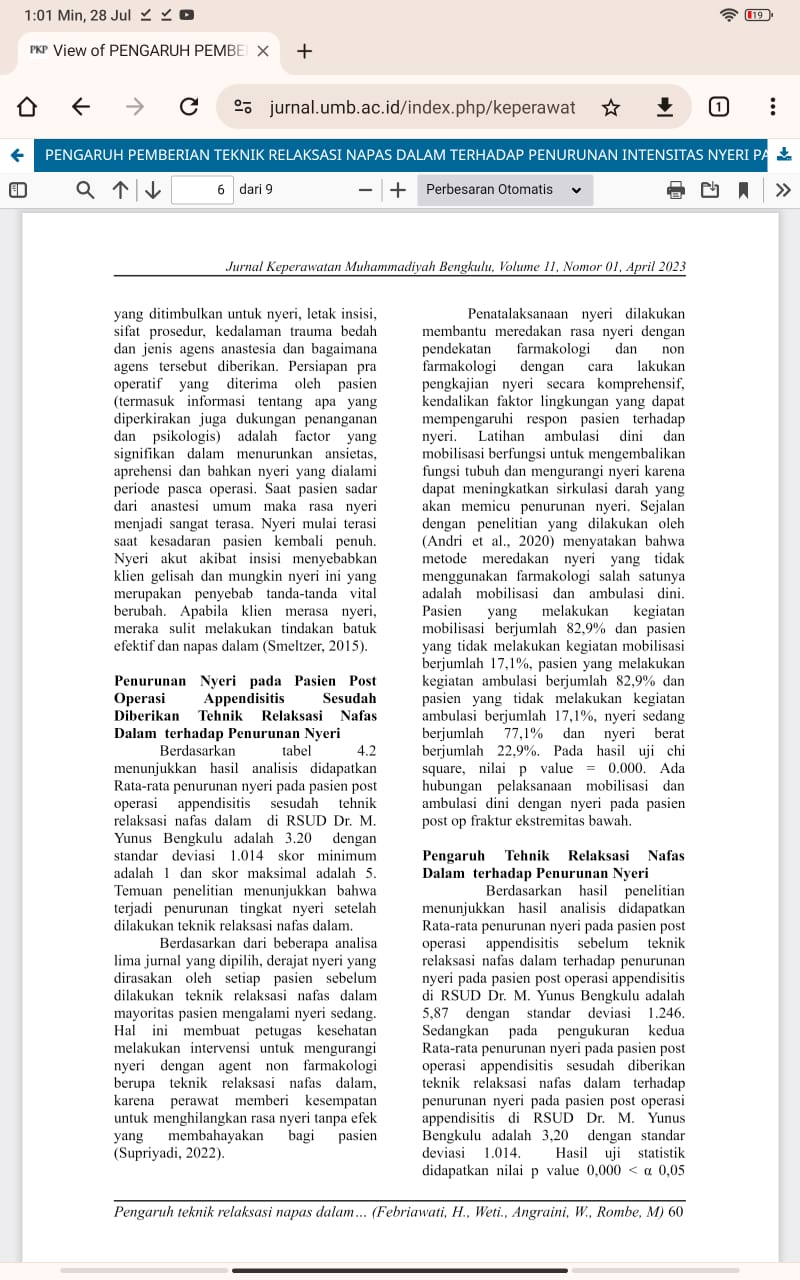 1:01 Min, 28 Jul
19
PKP View of PENGARUH PEMBE
jurnal.umb.ac.id/index.php/keperawat
1
PENGARUH PEMBERIAN TEKNIK RELAKSASI NAPAS DALAM TERHADAP PENURUNAN INTENSITAS NYERI PA
6 dari 9
Perbesaran Otomatis
Jurnal Keperawatan Muhammadiyah Bengkulu, Volume 11, Nomor 01, April 2023
yang ditimbulkan untuk nyeri, letak insisi,
sifat prosedur, kedalaman trauma bedah
dan jenis agens anastesia dan bagaimana
agens tersebut diberikan. Persiapan pra
operatif yang diterima oleh pasien
(termasuk informasi tentang apa yang
diperkirakan juga dukungan penanganan
dan psikologis) adalah factor yang
signifikan dalam menurunkan ansietas,
aprehensi dan bahkan nyeri yang dialami
periode pasca operasi. Saat pasien sadar
dari anastesi umum maka rasa nyeri
menjadi sangat terasa. Nyeri mulai terasi
saat kesadaran pasien kembali penuh.
Nyeri akut akibat insisi menyebabkan
klien gelisah dan mungkin nyeri ini yang
merupakan penyebab tanda-tanda vital
berubah. Apabila klien merasa nyeri,
meraka sulit melakukan tindakan batuk
efektif dan napas dalam (Smeltzer, 2015).
Penurunan Nyeri pada Pasien Post
Operasi Appendisitis Sesudah
Diberikan Tehnik Relaksasi Nafas
Dalam terhadap Penurunan Nyeri
Berdasarkan tabel 4.2
menunjukkan hasil analisis didapatkan
Rata-rata penurunan nyeri pada pasien post
operasi appendisitis sesudah tehnik
relaksasi nafas dalam di RSUD Dr. M.
Yunus Bengkulu adalah 3.20 dengan
standar deviasi 1.014 skor minimum
adalah 1 dan skor maksimal adalah 5.
Temuan penelitian menunjukkan bahwa
terjadi penurunan tingkat nyeri setelah
dilakukan teknik relaksasi nafas dalam.
Berdasarkan dari beberapa analisa
lima jurnal yang dipilih, derajat nyeri yang
dirasakan oleh setiap pasien sebelum
dilakukan teknik relaksasi nafas dalam
mayoritas pasien mengalami nyeri sedang.
Hal ini membuat petugas kesehatan
melakukan intervensi untuk mengurangi
nyeri dengan agent non farmakologi
berupa teknik relaksasi nafas dalam,
karena perawat memberi kesempatan
untuk menghilangkan rasa nyeri tanpa efek
yang membahayakan bagi pasien
(Supriyadi, 2022).
Penatalaksanaan nyeri dilakukan
membantu meredakan rasa nyeri dengan
pendekatan farmakologi dan non
farmakologi dengan cara lakukan
pengkajian nyeri secara komprehensif,
kendalikan faktor lingkungan yang dapat
mempengaruhi respon pasien terhadap
nyeri. Latihan ambulasi dini dan
mobilisasi berfungsi untuk mengembalikan
fungsi tubuh dan mengurangi nyeri karena
dapat meningkatkan sirkulasi darah yang
akan memicu penurunan nyeri. Sejalan
dengan penelitian yang dilakukan oleh
(Andri et al., 2020) menyatakan bahwa
metode meredakan nyeri yang tidak
menggunakan farmakologi salah satunya
adalah mobilisasi dan ambulasi dini.
Pasien yang melakukan kegiatan
mobilisasi berjumlah 82,9% dan pasien
yang tidak melakukan kegiatan mobilisasi
berjumlah 17,1%, pasien yang melakukan
kegiatan ambulasi berjumlah 82,9% dan
pasien yang tidak melakukan kegiatan
ambulasi berjumlah 17,1%, nyeri sedang
berjumlah 77,1% dan nyeri berat
berjumlah 22,9%. Pada hasil uji chi
square, nilai p value = 0.000. Ada
hubungan pelaksanaan mobilisasi dan
ambulasi dini dengan nyeri pada pasien
post op fraktur ekstremitas bawah.
Pengaruh Tehnik Relaksasi Nafas
Dalam terhadap Penurunan Nyeri
Berdasarkan hasil penelitian
menunjukkan hasil analisis didapatkan
Rata-rata penurunan nyeri pada pasien post
operasi appendisitis sebelum teknik
relaksasi nafas dalam terhadap penurunan
nyeri pada pasien post operasi appendisitis
di RSUD Dr. M. Yunus Bengkulu adalah
5,87 dengan standar deviasi 1.246.
Sedangkan pada pengukuran kedua
Rata-rata penurunan nyeri pada pasien post
operasi appendisitis sesudah diberikan
teknik relaksasi nafas dalam terhadap
penurunan nyeri pada pasien post operasi
appendisitis di RSUD Dr. M. Yunus
Bengkulu adalah 3,20 dengan standar
deviasi 1.014. Hasil uji statistik
didapatkan nilai p value 0,000 < α 0,05
Pengaruh teknik relaksasi napas dalam… (Febriawati, H., Weti., Angraini, W., Rombe, M) 60